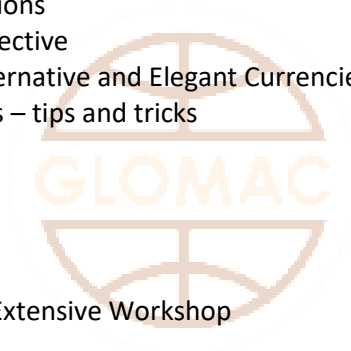 ions
ective
ernative and Elegant Currencie
s – tips and tricks
GLOMAC
Extensive Workshop